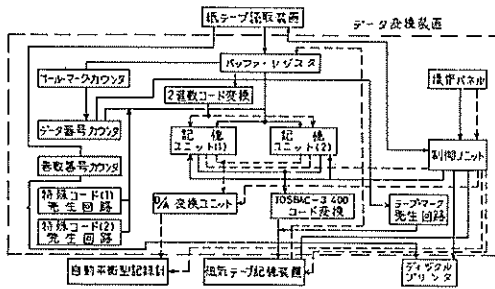 紙テープ読取装置
データ変換装置
バッファ・レジスタ
ワールーマークカウンタ
2進数コード変換
操作パネル
データ番号カウンタ
記憶
ユニット(1)
記憶
ユニット(2)
制御ユニット
巻数番号カウンタ
特殊コード(1)
発生回路
D/A 変換ユニット
TOSBAC-3400
コード変換
テープ・マーク
発生回路
特殊コード(2)
発生回路
自動平衡型記録計
磁気テープ記憶装置
ディジタル
プリンタ